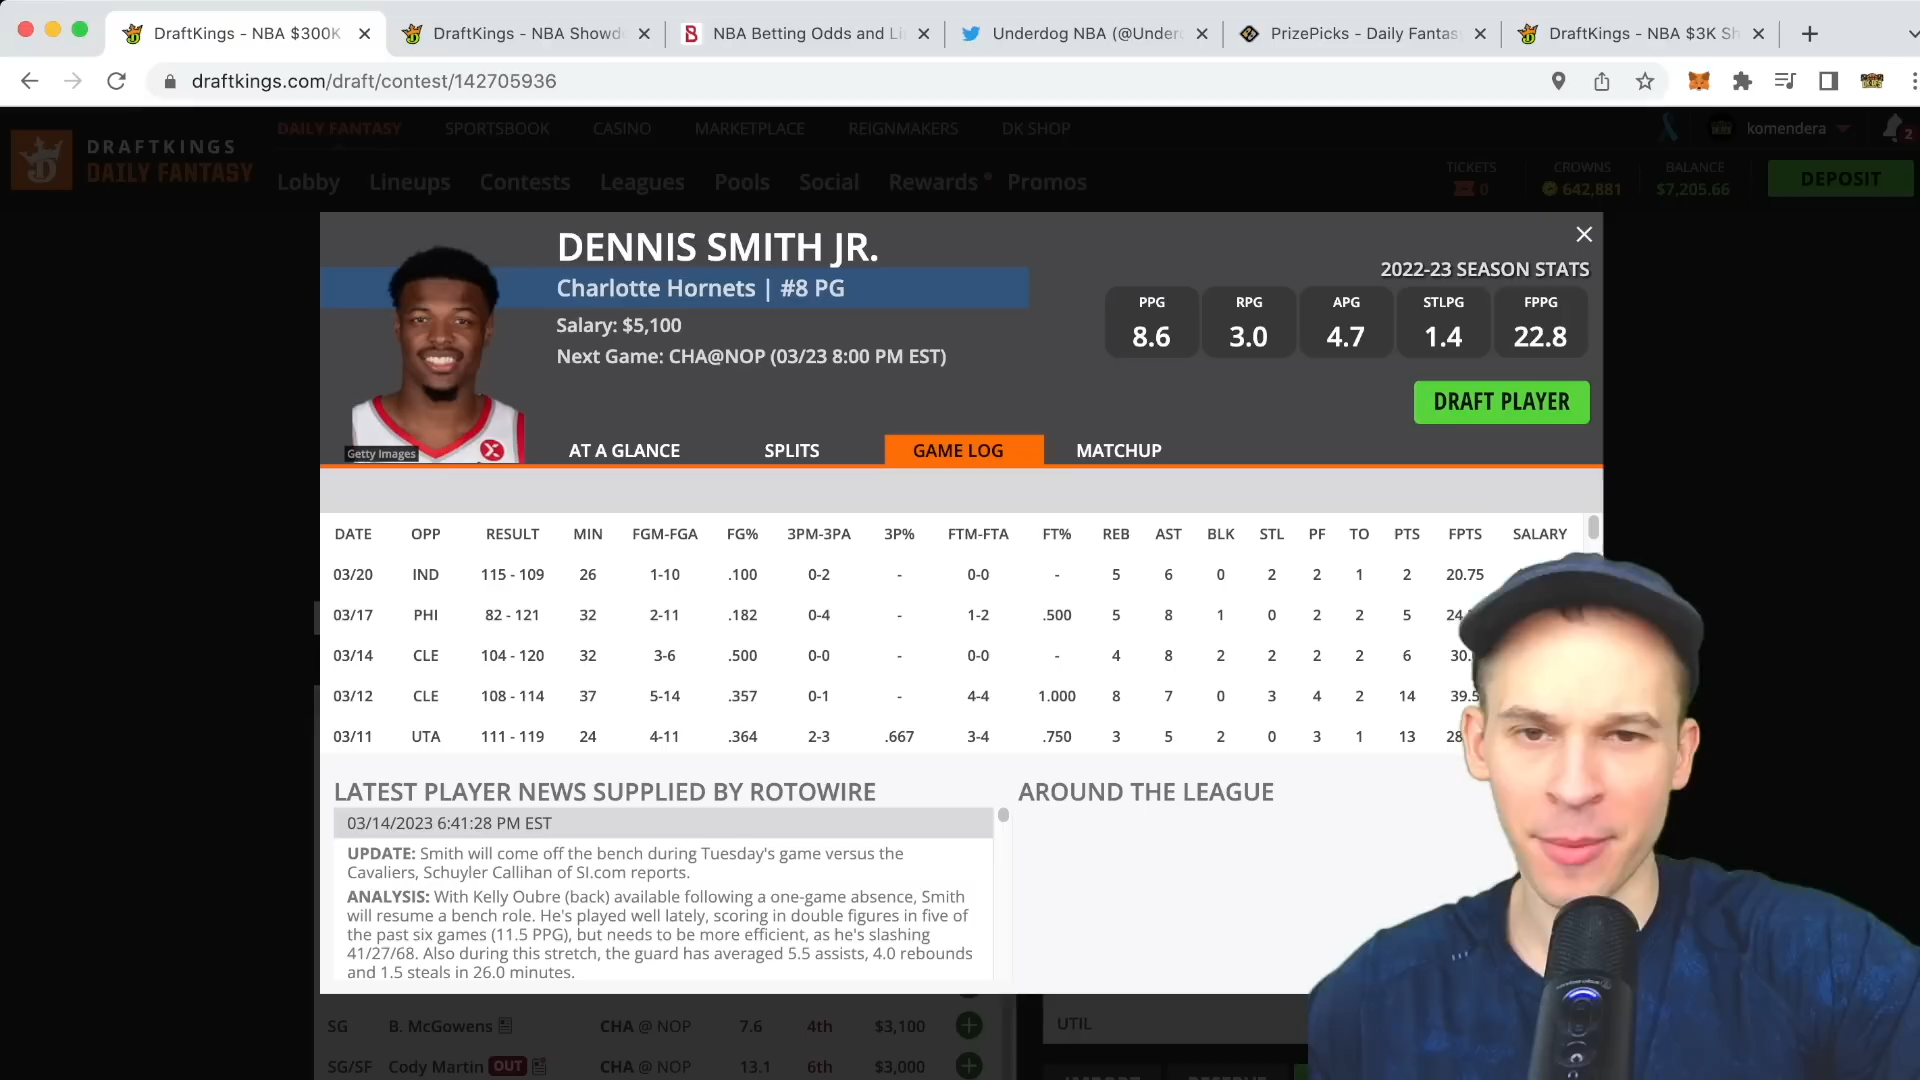 DraftKings - NBA $300K
DraftKings - NBA Showd
NBA Betting Odds and Li
Underdog NBA (@Under
PrizePicks - Daily Fantas
DraftKings - NBA $3K Sh
draftkings.com/draft/contest/142705936
DRAFTKINGS
DAILY FANTASY
DAILY FANTASY SPORTSBOOK CASINO MARKETPLACE REIGNMAKERS DK SHOP
komendera
2
Lobby Lineups Contests Leagues Pools Social Rewards Promos
TICKETS
0
CROWNS
642,881
BALANCE
$7,205.66
DEPOSIT
DENNIS SMITH JR.
Charlotte Hornets | #8 PG
Salary: $5,100
Next Game: CHA@NOP (03/23 8:00 PM EST)
Getty Images
2022-23 SEASON STATS
PPG RPG APG STLPG FPPG
8.6 3.0 4.7 1.4 22.8
DRAFT PLAYER
AT A GLANCE SPLITS GAME LOG MATCHUP
DATE OPP RESULT MIN FGM-FGA FG% 3PM-3PA 3P% FTM-FTA FT% REB AST BLK STL PF TO PTS FPTS SALARY
03/20 IND 115 - 109 26 1-10 .100 0-2 - 0-0 - 5 6 0 2 2 1 2 20.75
03/17 PHI 82 - 121 32 2-11 .182 0-4 - 1-2 .500 5 8 1 0 2 2 5 24
03/14 CLE 104 - 120 32 3-6 .500 0-0 - 0-0 - 4 8 2 2 2 2 6 30.
03/12 CLE 108 - 114 37 5-14 .357 0-1 - 4-4 1.000 8 7 0 3 4 2 14 39.5
03/11 UTA 111 - 119 24 4-11 .364 2-3 .667 3-4 .750 3 5 2 0 3 1 13 28
LATEST PLAYER NEWS SUPPLIED BY ROTOWIRE
03/14/2023 6:41:28 PM EST
UPDATE: Smith will come off the bench during Tuesday's game versus the
Cavaliers, Schuyler Callihan of SI.com reports.
ANALYSIS: With Kelly Oubre (back) available following a one-game absence, Smith
will resume a bench role. He's played well lately, scoring in double figures in five of
the past six games (11.5 PPG), but needs to be more efficient, as he's slashing
41/27/68. Also during this stretch, the guard has averaged 5.5 assists, 4.0 rebounds
and 1.5 steals in 26.0 minutes.
AROUND THE LEAGUE
SG B. McGowens CHA @ NOP 7.6 4th $3,100
SG/SF Cody Martin OUT CHA @ NOP 13.1 6th $3,000
UTIL